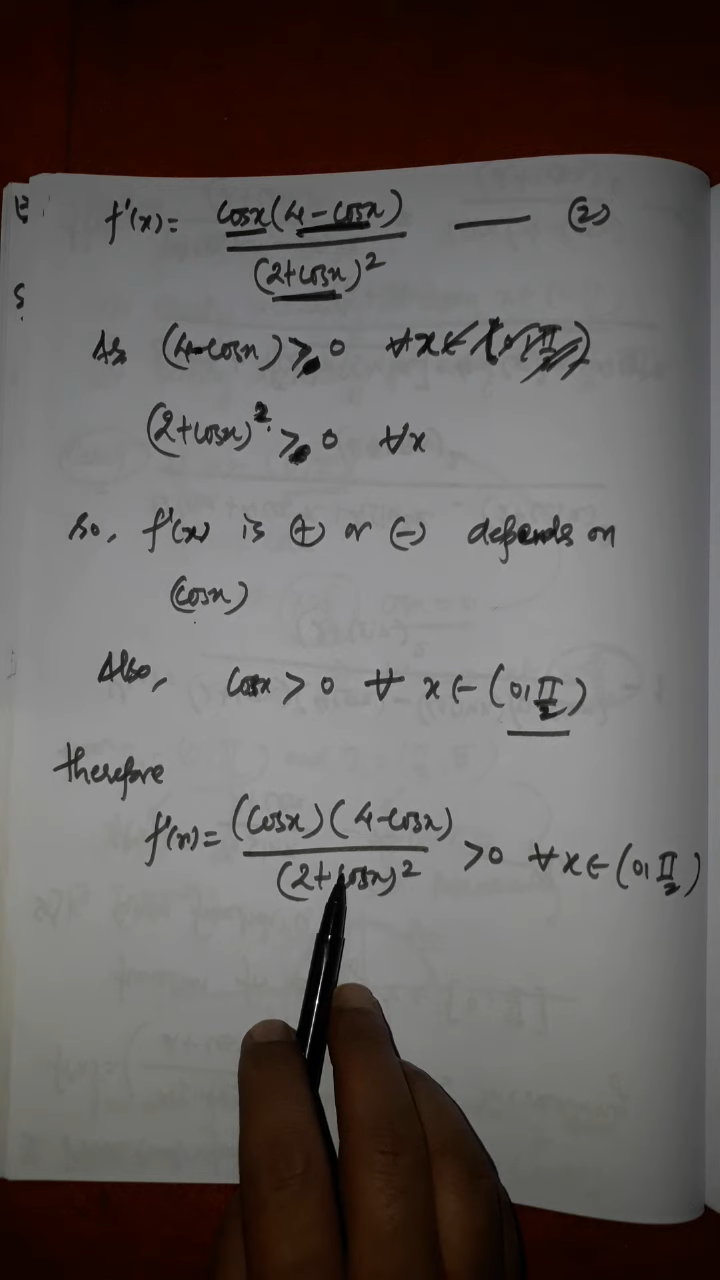 f'(x) = cosx(4-cosx) / (2+cosx)² —— (2)
As (4-cosx) > 0 ∀x
(2+cosx)². > 0 ∀x
so, f'(x) is (+) or (-) depends on
(cosx)
Also, cosx > 0 ∀ x ∈ (0, π/2)
therefore
f'(x) = (cosx)(4-cosx) / (2+cosx)² > 0 ∀x ∈ (0, π/2)